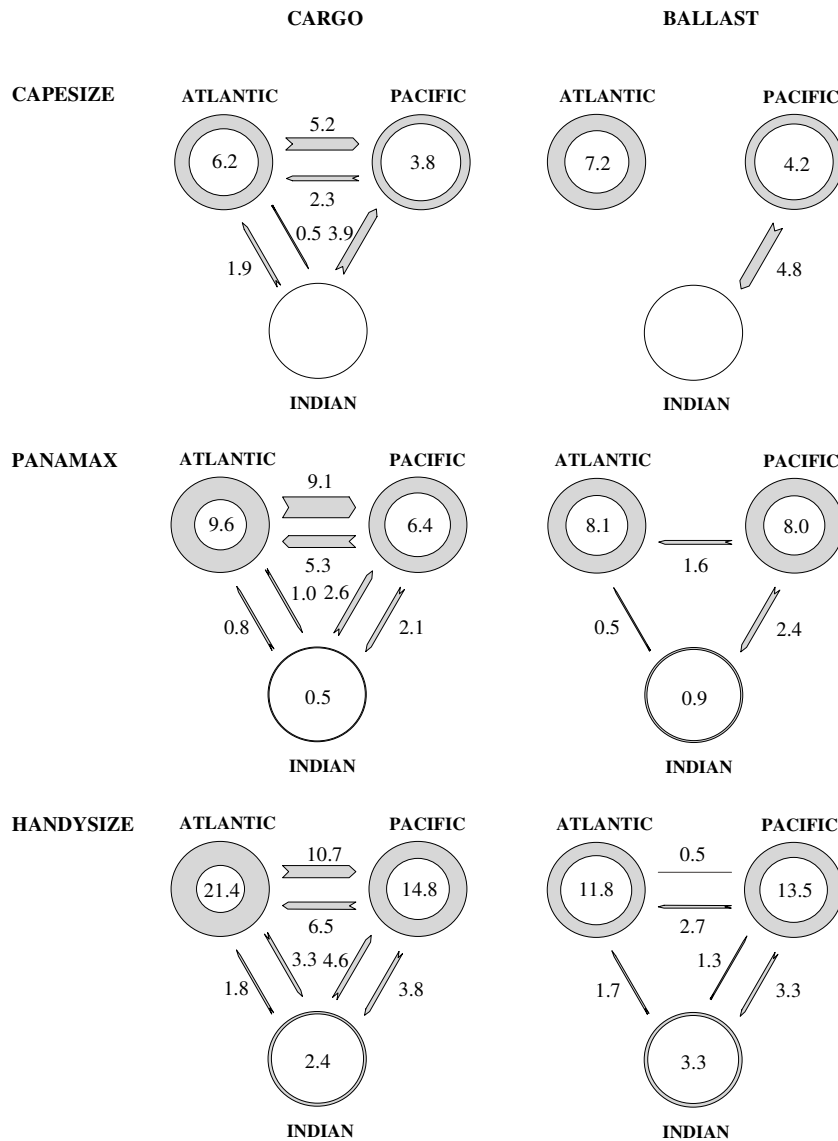 CARGO BALLAST
CAPESIZE ATLANTIC PACIFIC ATLANTIC PACIFIC
5.2
6.2 3.8 7.2 4.2
2.3
0.5 3.9
1.9 4.8
INDIAN INDIAN
PANAMAX ATLANTIC PACIFIC ATLANTIC PACIFIC
9.1
9.6 6.4 8.1 8.0
5.3 1.6
1.0 2.6
0.8 2.1 0.5 2.4
0.5 0.9
INDIAN INDIAN
HANDYSIZE ATLANTIC PACIFIC ATLANTIC PACIFIC
10.7 0.5
21.4 14.8 11.8 13.5
6.5 2.7
3.3 4.6 1.3
1.8 3.8 1.7 3.3
2.4 3.3
INDIAN INDIAN